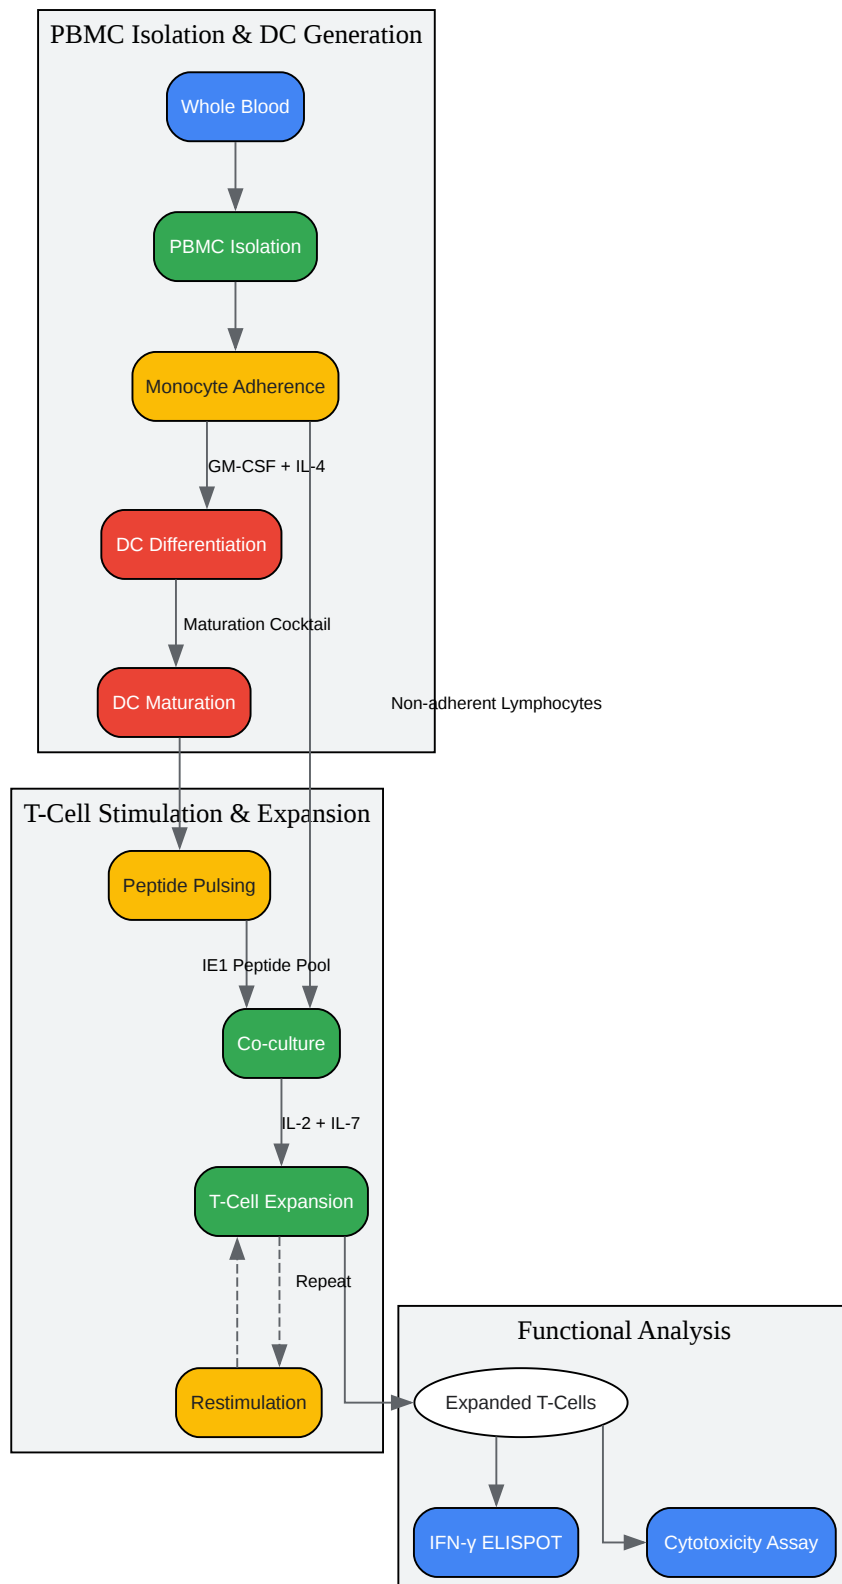 PBMC Isolation & DC Generation
Whole Blood
PBMC Isolation
Monocyte Adherence
GM-CSF + IL-4
DC Differentiation
Maturation Cocktail
DC Maturation
Non-adherent Lymphocytes
T-Cell Stimulation & Expansion
Peptide Pulsing
IE1 Peptide Pool
Co-culture
IL-2 + IL-7
T-Cell Expansion
Repeat
Restimulation
Functional Analysis
Expanded T-Cells
IFN-γ ELISPOT
Cytotoxicity Assay